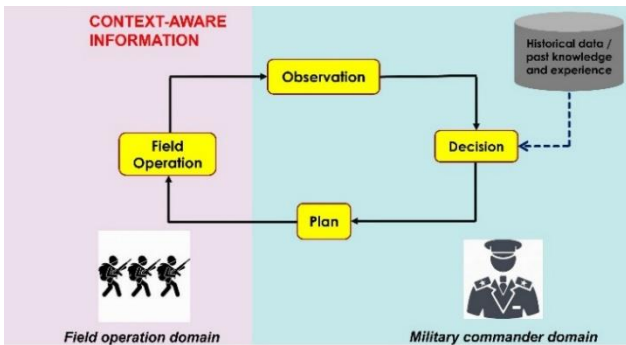 CONTEXT-AWARE
INFORMATION
Historical data /
past knowledge
and experience
Observation
Field
Operation
Decision
Plan
Field operation domain
Military commander domain